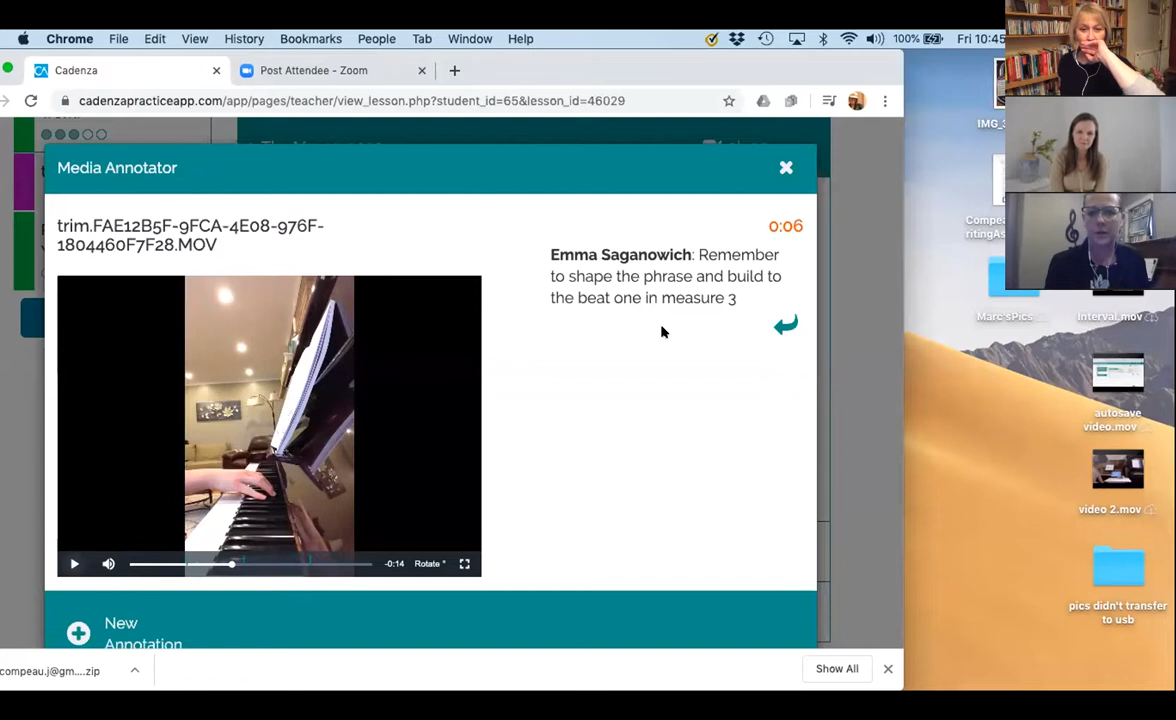 Chrome File Edit View History Bookmarks People Tab Window Help
100%
Fri 10:45
Cadenza
Post Attendee - Zoom
cadenzapracticeapp.com/app/pages/teacher/view_lesson.php?student_id=65&lesson_id=46029
Media Annotator
trim.FAE12B5F-9FCA-4E08-976F-
1804460F7F28.MOV
0:06
Emma Saganowich: Remember
to shape the phrase and build to
the beat one in measure 3
-0:14
Rotate
New
Annotation
compeau.j@gm....zip
Show All
IMG_3
Compea
ritingAs
Marc'sPics
Interval.mov
autosave
video.mov
video 2.mov
pics didn't transfer
to usb